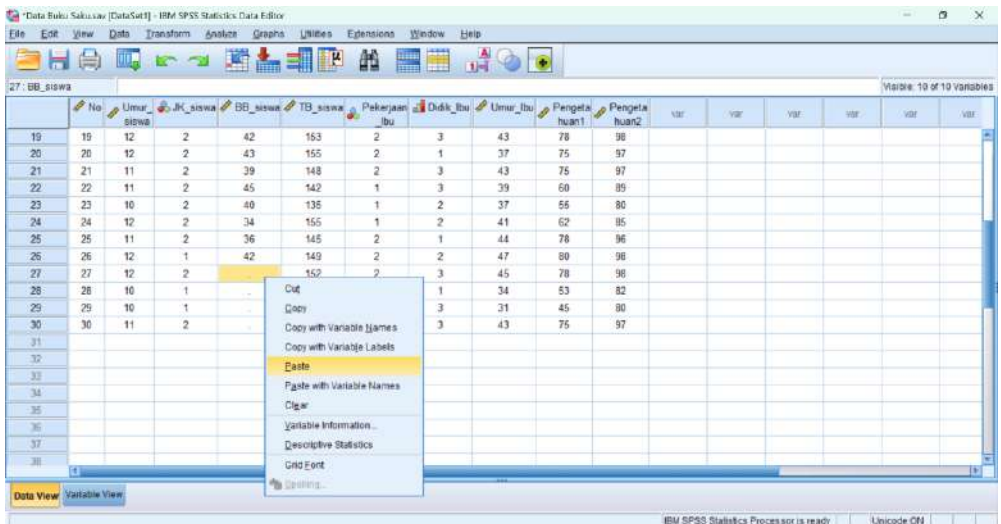 *Data Buku Saku.sav [DataSet1] - IBM SPSS Statistics Data Editor
File Edit View Data Transform Analyze Graphs Utilities Extensions Window Help
27 : BB_siswa
Visible: 10 of 10 Variables
No Umur_siswa JK_siswa BB_siswa TB_siswa Pekerjaan_Ibu Didik_Ibu Umur_Ibu Pengetahuan1 Pengetahuan2 var var var var var
19 19 12 2 42 153 2 3 43 78 98
20 20 12 2 43 155 2 1 37 75 97
21 21 11 2 39 148 2 3 43 75 97
22 22 11 2 45 142 1 3 39 60 89
23 23 10 2 40 135 1 2 37 56 80
24 24 12 2 34 155 1 2 41 62 85
25 25 11 2 36 145 2 1 44 78 96
26 26 12 1 42 149 2 2 47 80 98
27 27 12 2 . 152 2 3 45 78 98
28 28 10 1 . 1 34 53 82
29 29 10 1 . 3 31 45 80
30 30 11 2 . 3 43 75 97
31
32
33
34
35
36
37
38
Cut
Copy
Copy with Variable Names
Copy with Variable Labels
Paste
Paste with Variable Names
Clear
Variable Information...
Descriptive Statistics
Grid Font
Spelling...
Data View Variable View
IBM SPSS Statistics Processor is ready Unicode:ON